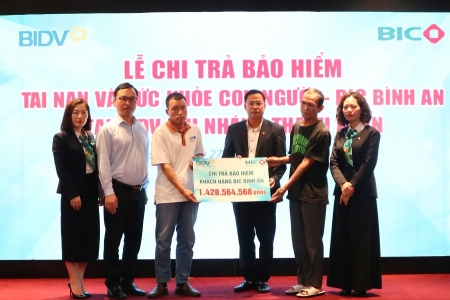 BIDV BIC
LỄ CHI TRẢ BẢO HIỂM
TAI NẠN VÀ SỨC KHỎE CON NGƯỜI - BIC BÌNH AN
BIDV BIC
CHI TRẢ BẢO HIỂM
KHÁCH HÀNG BIC BÌNH AN
1.428.564.568 ĐỒNG